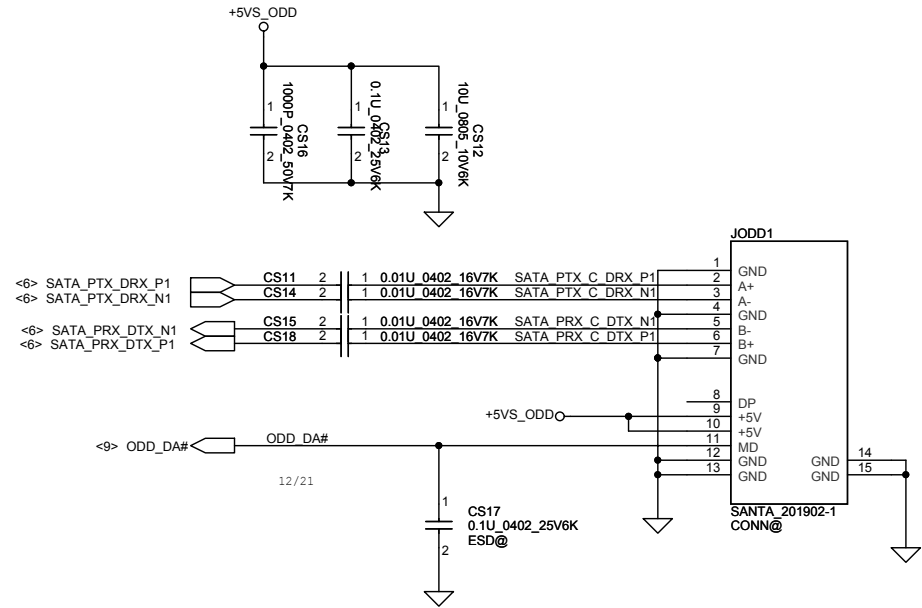 +5VS_ODD
1
2
1000P_0402_50V7K
CS16
1
2
0.1U_0402_25V6K
CS13
1
2
10U_0805_10V6K
CS12
JODD1
<6> SATA_PTX_DRX_P1 CS11 2 1 0.01U_0402_16V7K SATA_PTX_C_DRX_P1
<6> SATA_PTX_DRX_N1 CS14 2 1 0.01U_0402_16V7K SATA_PTX_C_DRX_N1
<6> SATA_PRX_DTX_N1 CS15 2 1 0.01U_0402_16V7K SATA_PRX_C_DTX_N1
<6> SATA_PRX_DTX_P1 CS18 2 1 0.01U_0402_16V7K SATA_PRX_C_DTX_P1
1 GND
2 A+
3 A-
4 GND
5 B-
6 B+
7 GND
8 DP
+5VS_ODD 9 +5V
10 +5V
<9> ODD_DA# ODD_DA# 11 MD
12 GND GND 14
13 GND GND 15
12/21
1
2
CS17
0.1U_0402_25V6K
ESD@
SANTA_201902-1
CONN@